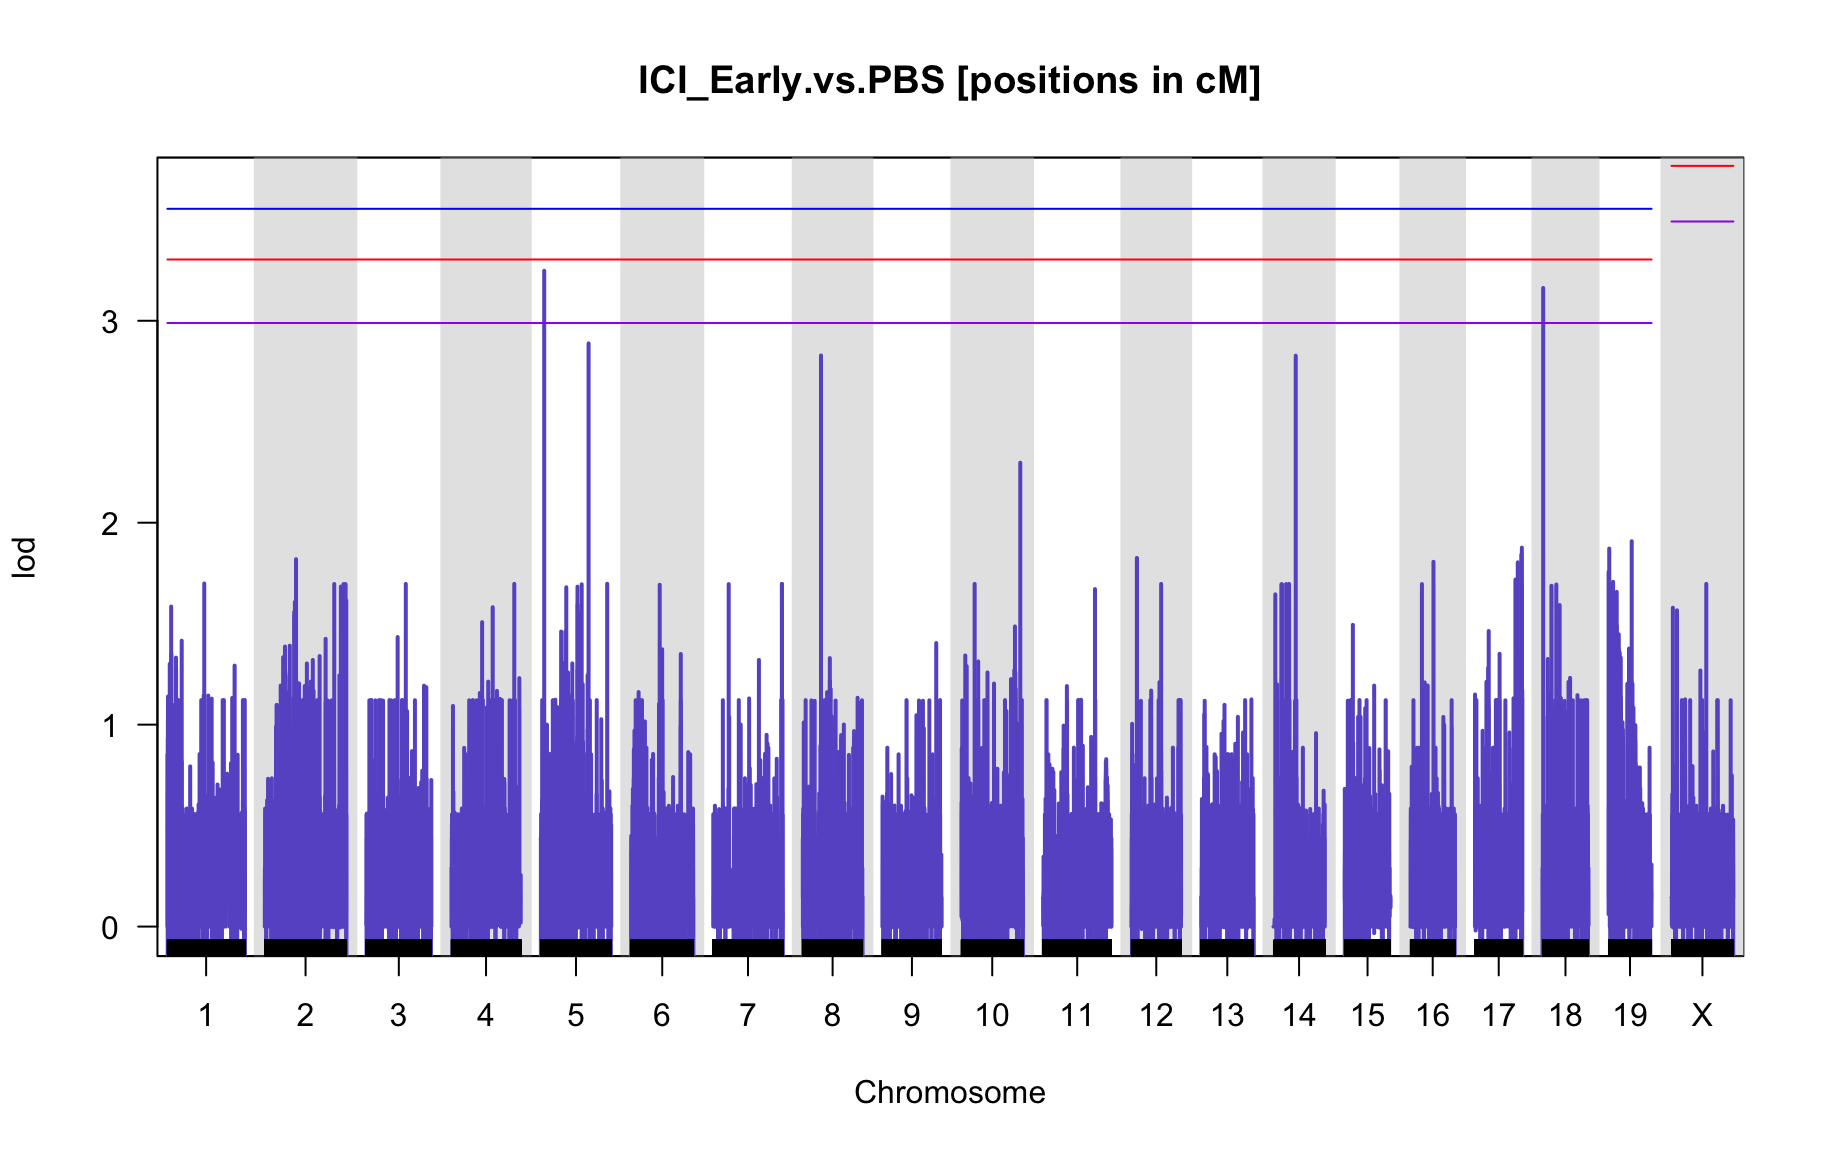 ICI_Early.vs.PBS [positions in cM]
lod
3
2
1
0
1 2 3 4 5 6 7 8 9 10 11 12 13 14 15 16 17 18 19 X
Chromosome